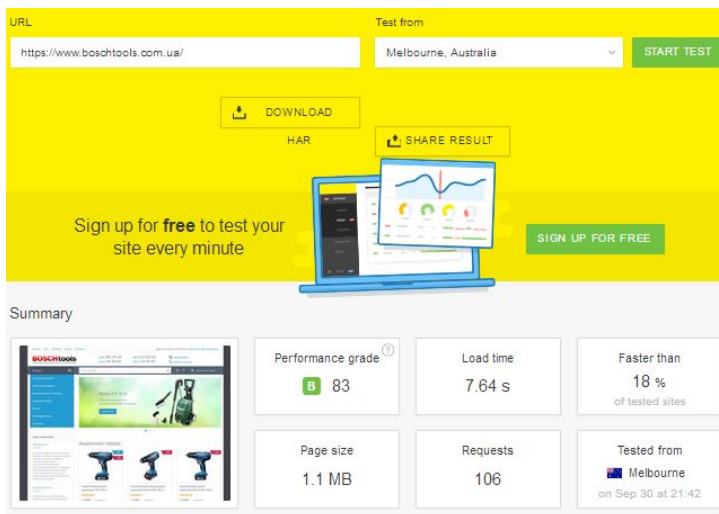 URL
Test from
https://www.boschtools.com.ua/
Melbourne, Australia
START TEST
DOWNLOAD
HAR
SHARE RESULT
Sign up for free to test your
site every minute
SIGN UP FOR FREE
Summary
BOSCHtools
Performance grade ?
B 83
Load time
7.64 s
Faster than
18 %
of tested sites
Page size
1.1 MB
Requests
106
Tested from
Melbourne
on Sep 30 at 21:42